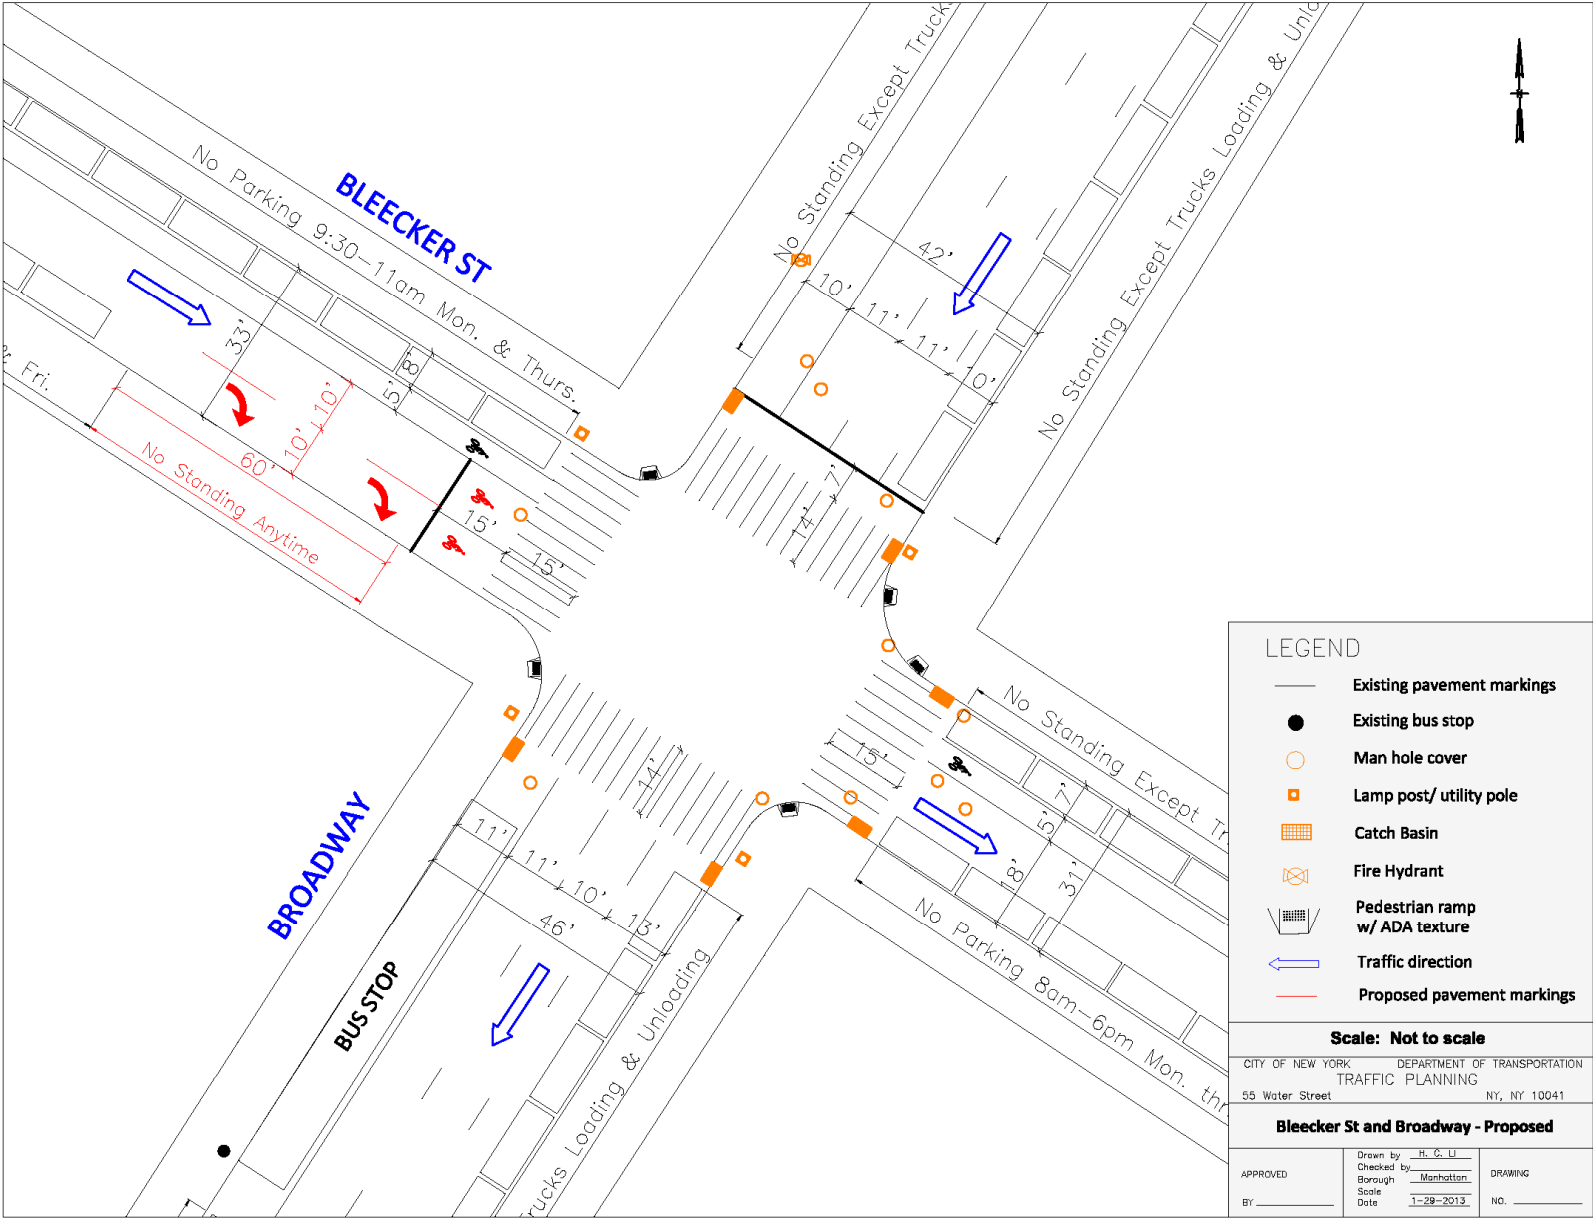 No Standing Except Truck
No Standing Except Trucks Loading & Unlo
No Parking 9:30-11am Mon. & Thurs.
BLEECKER ST
42'
10'
11'
11'
10'
33'
8'
5'
10'
10'
& Fri.
60'
No Standing Anytime
15'
15'
7'
14'
14'
15'
No Standing Except Tr
7'
5'
18'
31'
No Parking 8am-6pm Mon. thr
BROADWAY
11'
11'
10'
13'
46'
BUS STOP
Trucks Loading & Unloading
LEGEND
Existing pavement markings
Existing bus stop
Man hole cover
Lamp post/ utility pole
Catch Basin
Fire Hydrant
Pedestrian ramp
w/ ADA texture
Traffic direction
Proposed pavement markings
Scale: Not to scale
CITY OF NEW YORK DEPARTMENT OF TRANSPORTATION
TRAFFIC PLANNING
55 Water Street NY, NY 10041
Bleecker St and Broadway - Proposed
APPROVED
BY
Drawn by H. C. LI
Checked by
Borough Manhattan
Scale
Date 1-29-2013
DRAWING
NO.